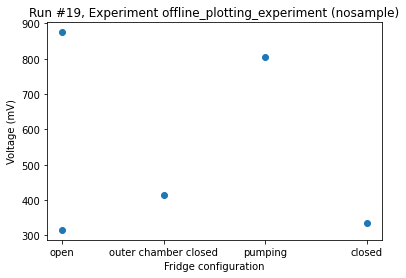 Run #19, Experiment offline_plotting_experiment (nosample)
900
800
700
600
500
400
300
Voltage (mV)
open outer chamber closed pumping closed
Fridge configuration